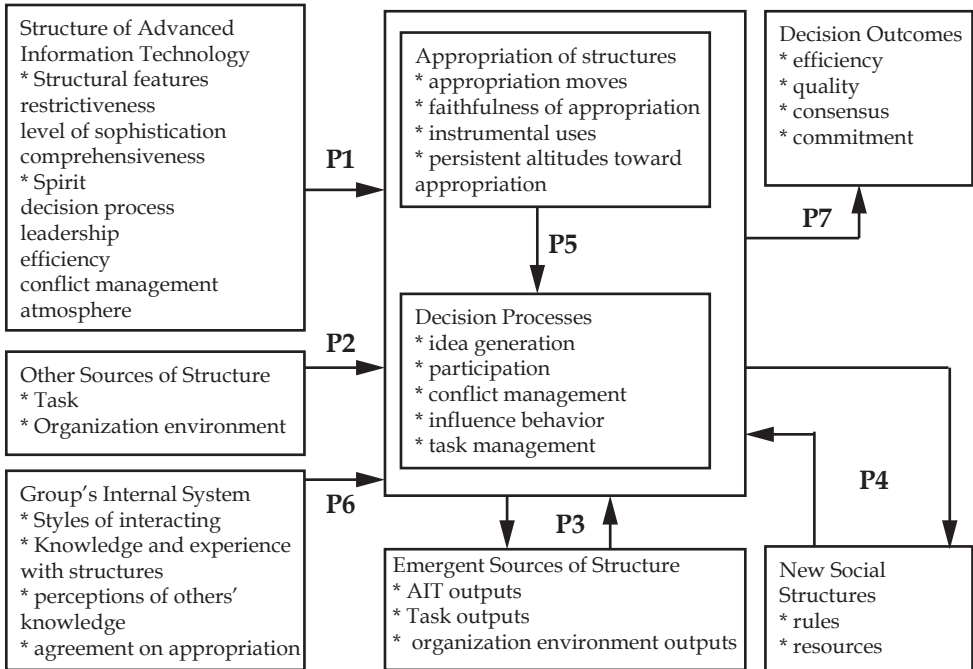 Structure of Advanced
Information Technology
* Structural features
restrictiveness
level of sophistication
comprehensiveness
* Spirit
decision process
leadership
efficiency
conflict management
atmosphere
P1
Other Sources of Structure
* Task
* Organization environment
P2
Group's Internal System
* Styles of interacting
* Knowledge and experience
with structures
* perceptions of others'
knowledge
* agreement on appropriation
P6
Appropriation of structures
* appropriation moves
* faithfulness of appropriation
* instrumental uses
* persistent altitudes toward
appropriation
P5
Decision Processes
* idea generation
* participation
* conflict management
* influence behavior
* task management
P3
Emergent Sources of Structure
* AIT outputs
* Task outputs
* organization environment outputs
Decision Outcomes
* efficiency
* quality
* consensus
* commitment
P7
P4
New Social
Structures
* rules
* resources